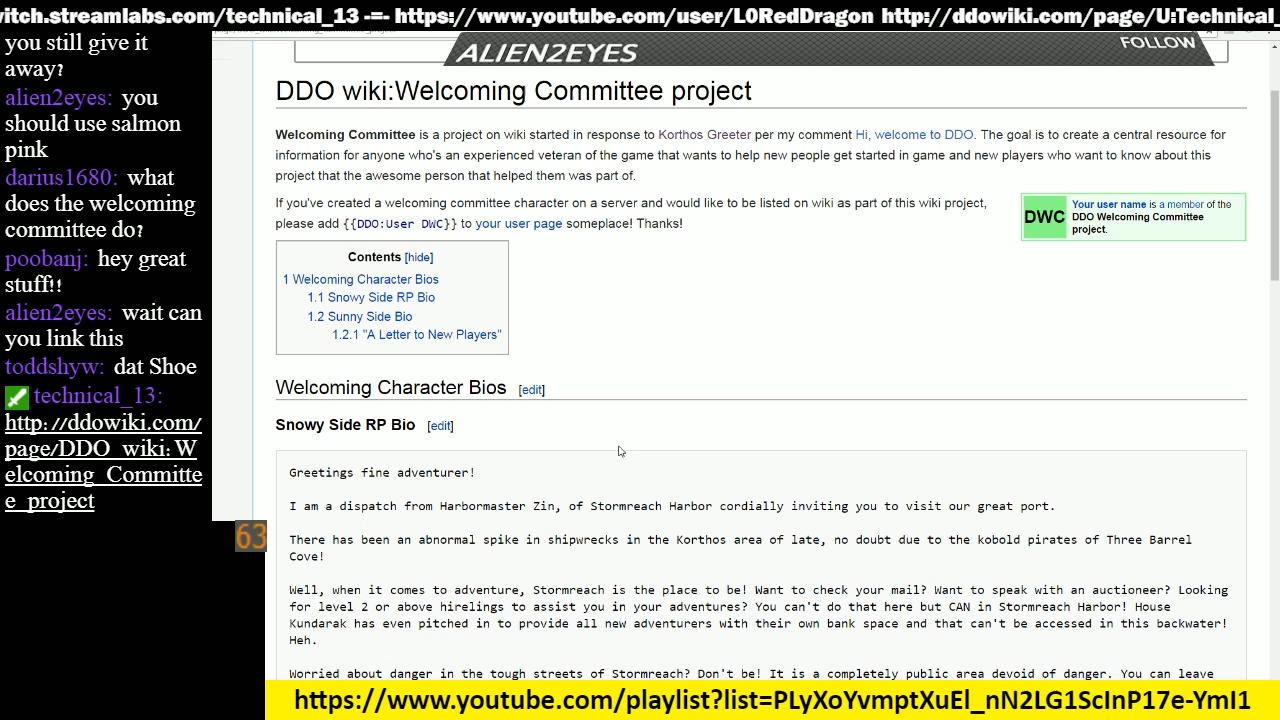 vitch.streamlabs.com/technical_13 -=- https://www.youtube.com/user/L0RedDragon http://ddowiki.com/page/U:Technical_
you still give it
away?
alien2eyes: you
should use salmon
pink
darius1680: what
does the welcoming
committee do?
poobanj: hey great
stuff!!
alien2eyes: wait can
you link this
toddshyw: dat Shoe
technical_13:
http://ddowiki.com/
page/DDO_wiki:W
elcoming_Committe
e_project
ALIEN2EYES
FOLLOW
DDO wiki:Welcoming Committee project
Welcoming Committee is a project on wiki started in response to Korthos Greeter per my comment Hi, welcome to DDO. The goal is to create a central resource for
information for anyone who's an experienced veteran of the game that wants to help new people get started in game and new players who want to know about this
project that the awesome person that helped them was part of.
If you've created a welcoming committee character on a server and would like to be listed on wiki as part of this wiki project,
please add {{DDO:User DWC}} to your user page someplace! Thanks!
DWC
Your user name is a member of the
DDO Welcoming Committee
project.
Contents [hide]
1 Welcoming Character Bios
1.1 Snowy Side RP Bio
1.2 Sunny Side Bio
1.2.1 "A Letter to New Players"
Welcoming Character Bios [edit]
Snowy Side RP Bio [edit]
Greetings fine adventurer!
I am a dispatch from Harbormaster Zin, of Stormreach Harbor cordially inviting you to visit our great port.
There has been an abnormal spike in shipwrecks in the Korthos area of late, no doubt due to the kobold pirates of Three Barrel
Cove!
Well, when it comes to adventure, Stormreach is the place to be! Want to check your mail? Want to speak with an auctioneer? Looking
for level 2 or above hirelings to assist you in your adventures? You can't do that here but CAN in Stormreach Harbor! House
Kundarak has even pitched in to provide all new adventurers with their own bank space and that can't be accessed in this backwater!
Heh.
Worried about danger in the tough streets of Stormreach? Don't be! It is a completely public area devoid of danger. You can leave
63
https://www.youtube.com/playlist?list=PLyXoYvmptXuEl_nN2LG1ScInP17e-YmI1